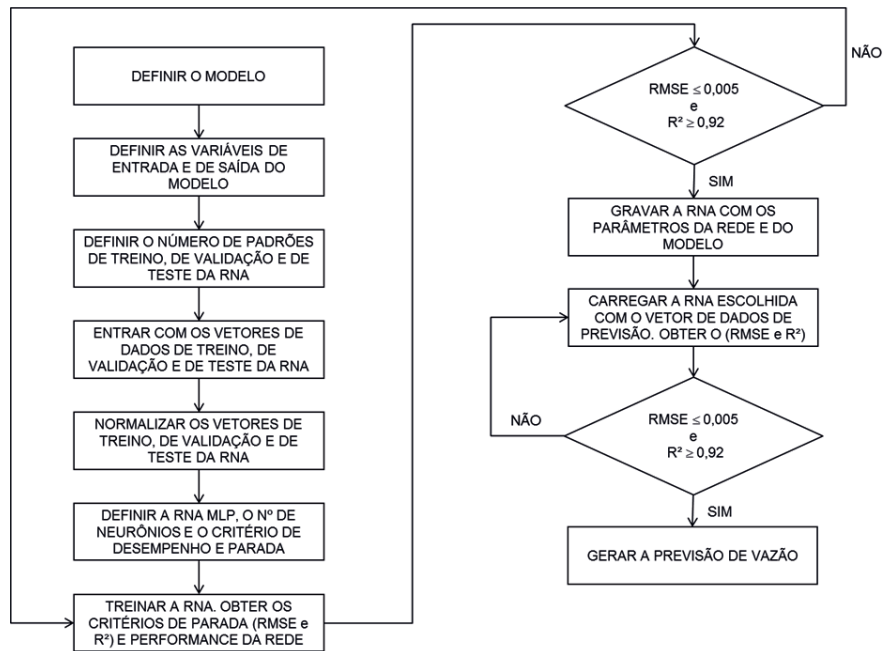 DEFINIR O MODELO
DEFINIR AS VARIÁVEIS DE
ENTRADA E DE SAÍDA DO
MODELO
DEFINIR O NÚMERO DE PADRÕES
DE TREINO, DE VALIDAÇÃO E DE
TESTE DA RNA
ENTRAR COM OS VETORES DE
DADOS DE TREINO, DE
VALIDAÇÃO E DE TESTE DA RNA
NORMALIZAR OS VETORES DE
TREINO, DE VALIDAÇÃO E DE
TESTE DA RNA
DEFINIR A RNA MLP, O Nº DE
NEURÔNIOS E O CRITÉRIO DE
DESEMPENHO E PARADA
TREINAR A RNA. OBTER OS
CRITÉRIOS DE PARADA (RMSE e
R²) E PERFORMANCE DA REDE
RMSE ≤ 0,005
e
R² ≥ 0,92
NÃO
SIM
GRAVAR A RNA COM OS
PARÂMETROS DA REDE E DO
MODELO
CARREGAR A RNA ESCOLHIDA
COM O VETOR DE DADOS DE
PREVISÃO. OBTER O (RMSE e R²)
NÃO
RMSE ≤ 0,005
e
R² ≥ 0,92
SIM
GERAR A PREVISÃO DE VAZÃO